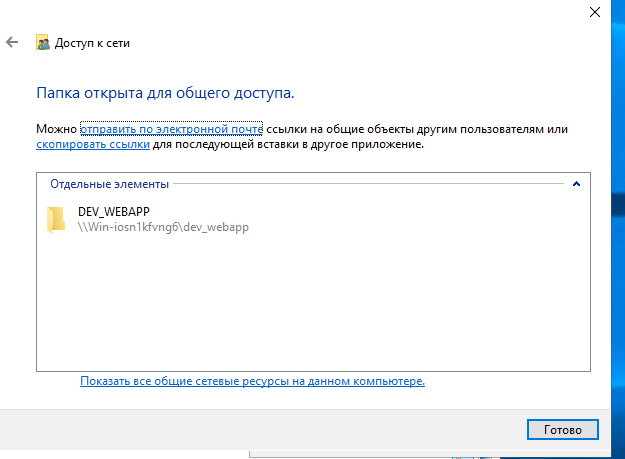 Доступ к сети
Папка открыта для общего доступа.
Можно отправить по электронной почте ссылки на общие объекты другим пользователям или
скопировать ссылки для последующей вставки в другое приложение.
Отдельные элементы
DEV_WEBAPP
\\Win-iosn1kfvng6\dev_webapp
Показать все общие сетевые ресурсы на данном компьютере.
Готово